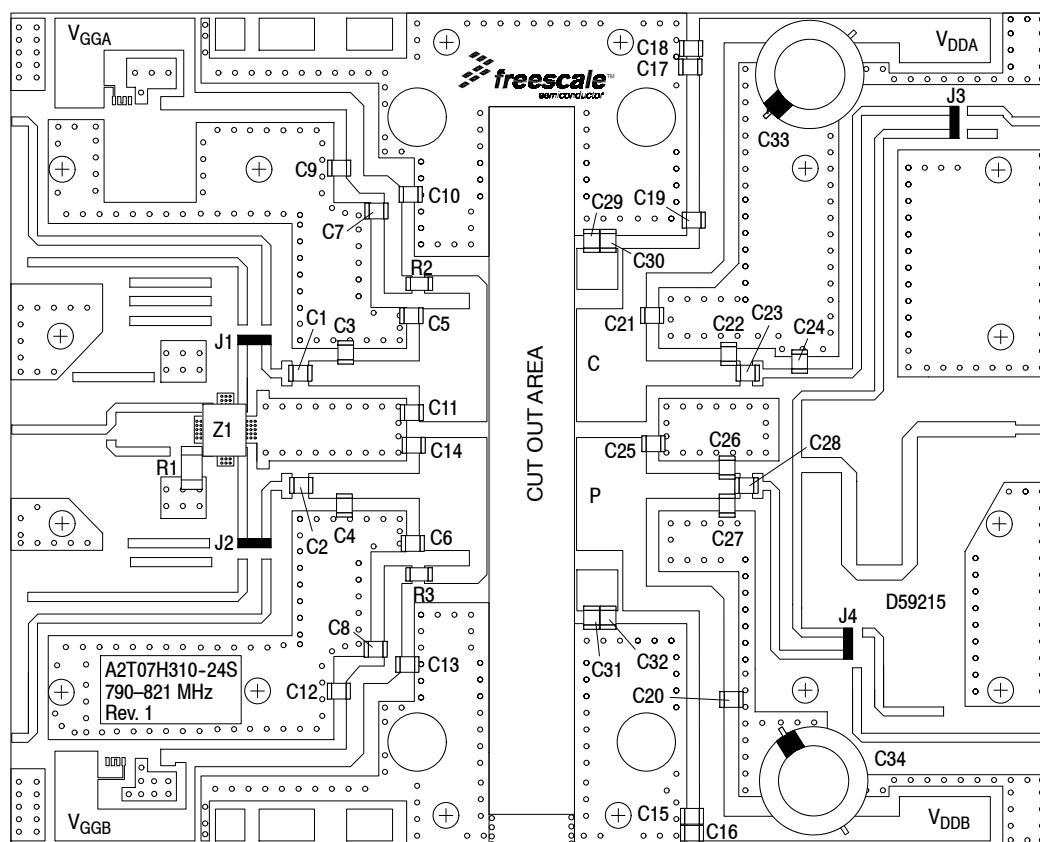 VGGA
C18
C17
freescale™
semiconductor
VDDA
C33
J3
C9
C10
C7
C19
C29
C30
R2
C5
C21
C1
C3
C22
C23
C24
J1
C
CUT OUT AREA
C11
Z1
C14
C25
C26
C28
R1
P
C2
C4
C6
C27
J2
R3
D59215
C8
C13
J4
C31
C32
A2T07H310-24S
790–821 MHz
Rev. 1
C12
C20
C34
VGGB
C15
C16
VDDB